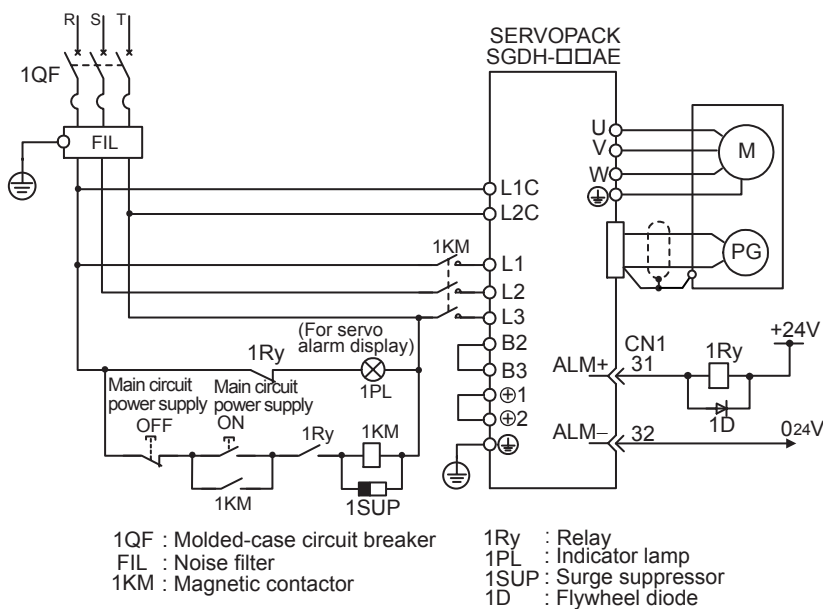 R S T
1QF
FIL
SERVOPACK
SGDH-□□AE
U
V
W
M
PG
L1C
L2C
1KM
L1
L2
L3
B2
B3
⊕1
⊕2
(For servo
alarm display)
1Ry
1PL
Main circuit
power supply
OFF
Main circuit
power supply
ON
1Ry
1KM
1KM
1SUP
CN1
ALM+ 31
1Ry
+24V
1D
ALM− 32
024V
1QF : Molded-case circuit breaker
FIL : Noise filter
1KM : Magnetic contactor
1Ry : Relay
1PL : Indicator lamp
1SUP : Surge suppressor
1D : Flywheel diode